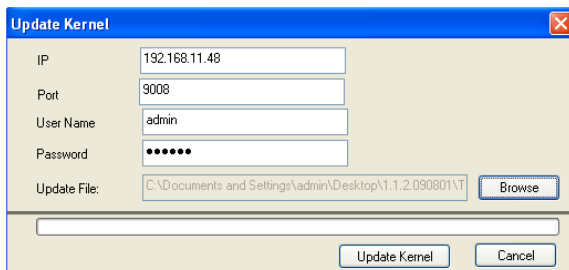 Update Kernel
IP 192.168.11.48
Port 9008
User Name admin
Password ●●●●●●
Update File: C:\Documents and Settings\admin\Desktop\1.1.2.090801\T Browse
Update Kernel Cancel